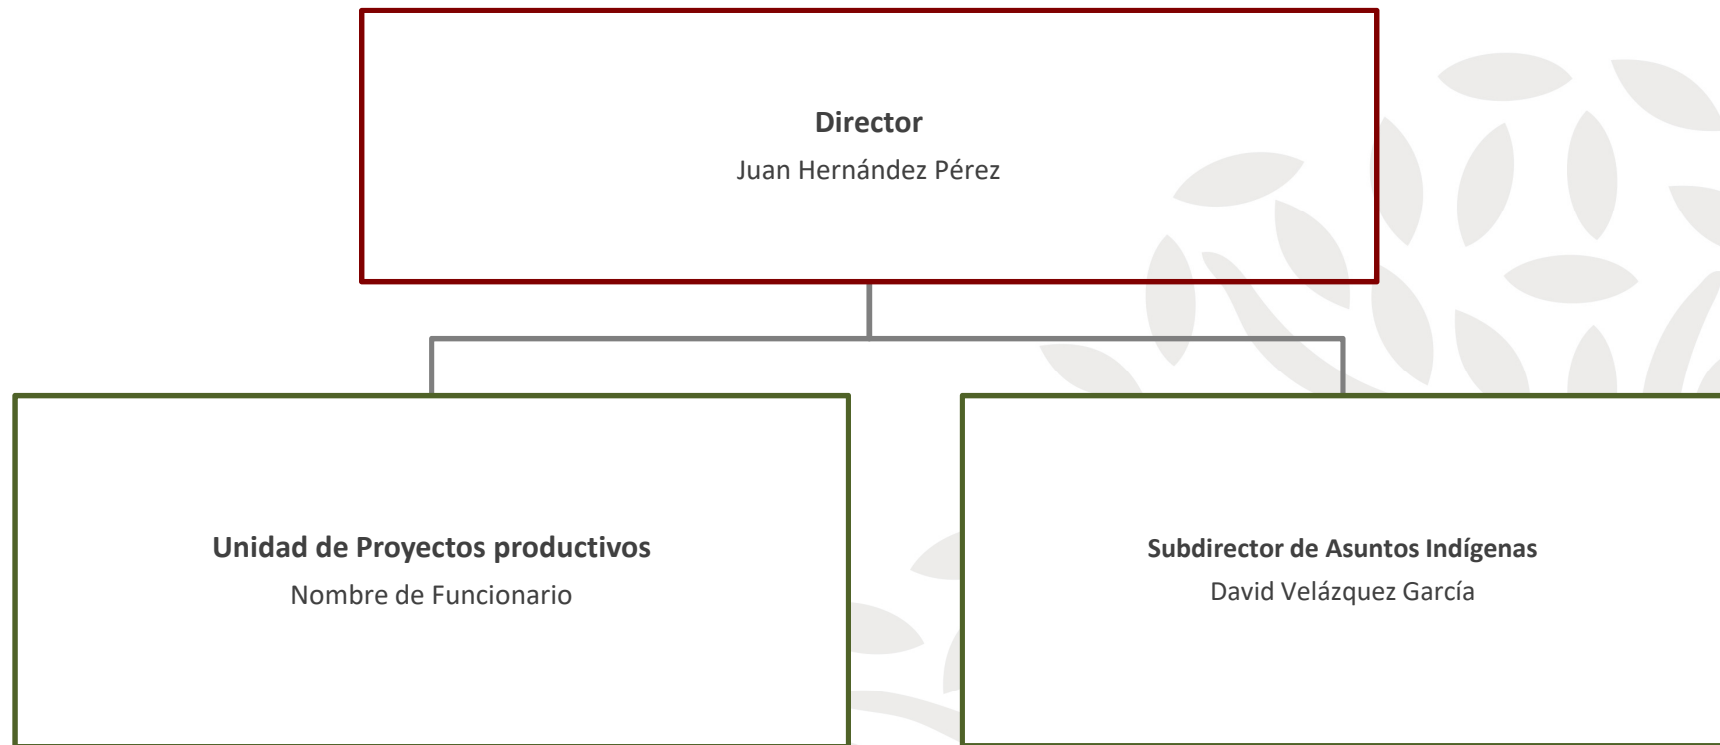 Director
Juan Hernández Pérez
Unidad de Proyectos productivos
Nombre de Funcionario
Subdirector de Asuntos Indígenas
David Velázquez García